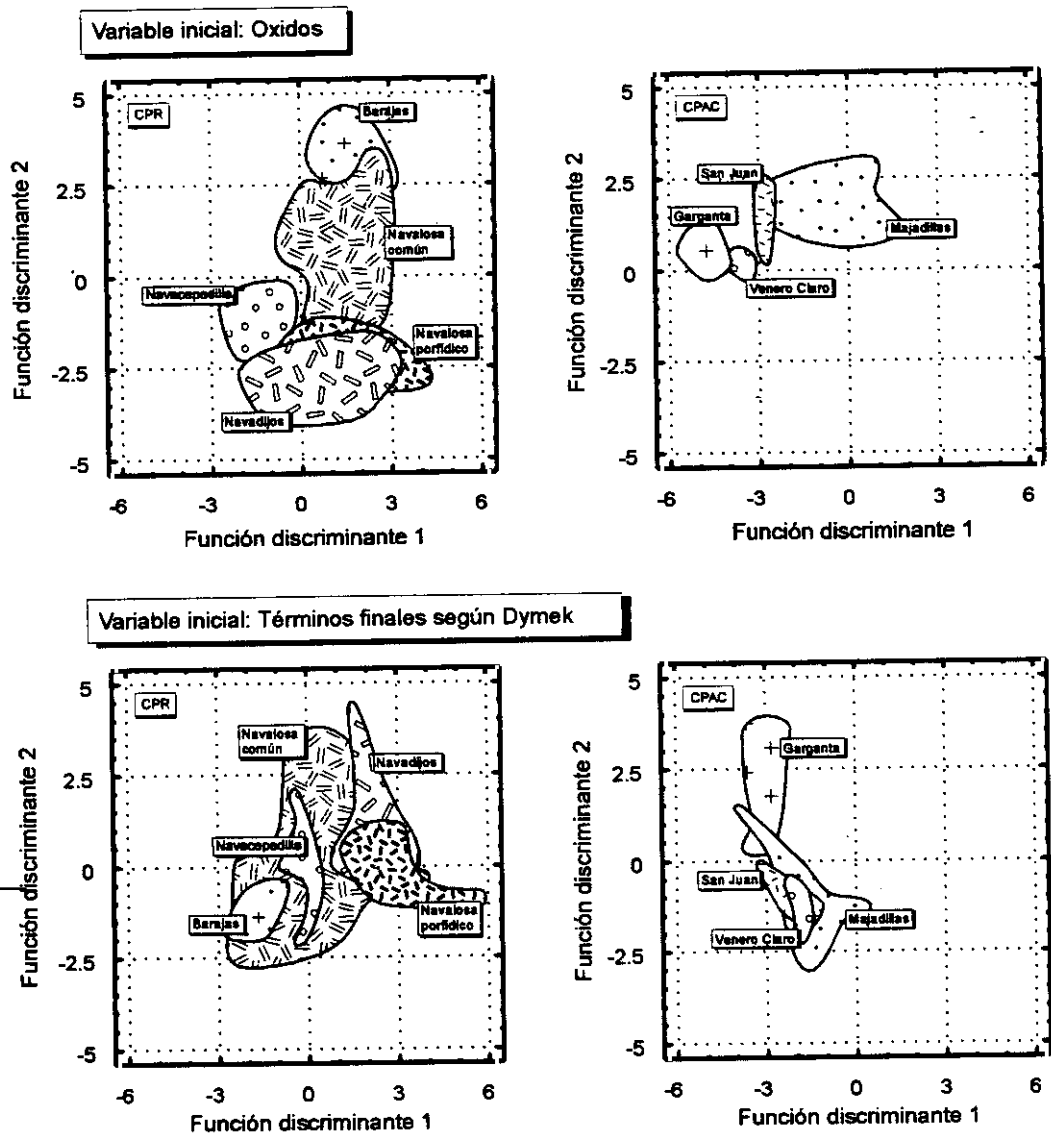 Variable inicial: Oxidos
CPR
Barajas
Navalosa
común
Navacepedilla
Navalosa
porfídico
Navadijos
5
2.5
0
-2.5
-5
-6
-3
0
3
6
Función discriminante 2
Función discriminante 1
CPAC
San Juan
Garganta
Majadillas
Venero Claro
5
2.5
0
-2.5
-5
-6
-3
0
3
6
Función discriminante 2
Función discriminante 1
Variable inicial: Términos finales según Dymek
CPR
Navalosa
común
Navadijos
Navacepedilla
Barajas
Navalosa
porfídico
5
2.5
0
-2.5
-5
-6
-3
0
3
6
Función discriminante 2
Función discriminante 1
CPAC
Garganta
San Juan
Majadillas
Venero Claro
5
2.5
0
-2.5
-5
-6
-3
0
3
6
Función discriminante 2
Función discriminante 1